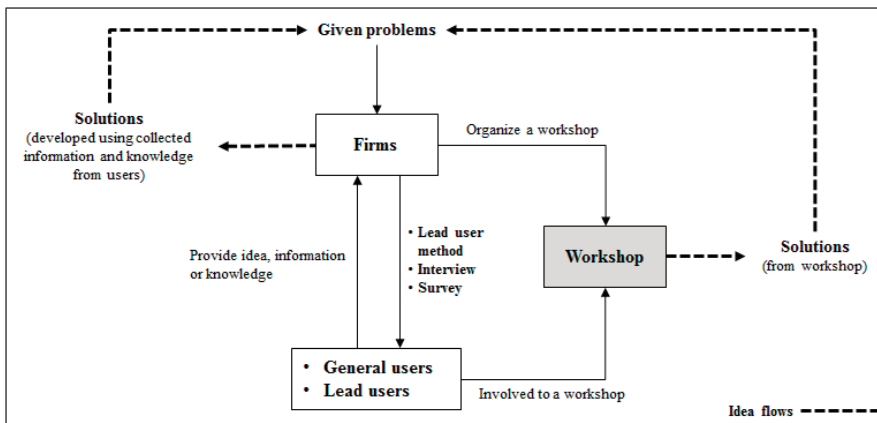 Given problems
Solutions
(developed using collected
information and knowledge
from users)
Firms
Organize a workshop
Provide idea, information
or knowledge
• Lead user
method
• Interview
• Survey
Workshop
Solutions
(from workshop)
• General users
• Lead users
Involved to a workshop
Idea flows